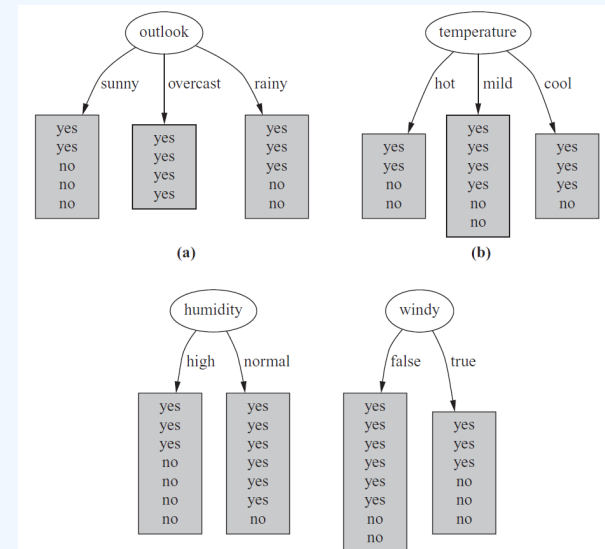 outlook
sunny
overcast
rainy
yes
yes
no
no
no
yes
yes
yes
yes
yes
yes
yes
no
no
(a)
temperature
hot
mild
cool
yes
yes
no
no
yes
yes
yes
yes
no
no
yes
yes
yes
no
(b)
humidity
high
normal
yes
yes
yes
no
no
no
no
yes
yes
yes
yes
yes
yes
no
windy
false
true
yes
yes
yes
yes
yes
yes
no
no
yes
yes
yes
no
no
no